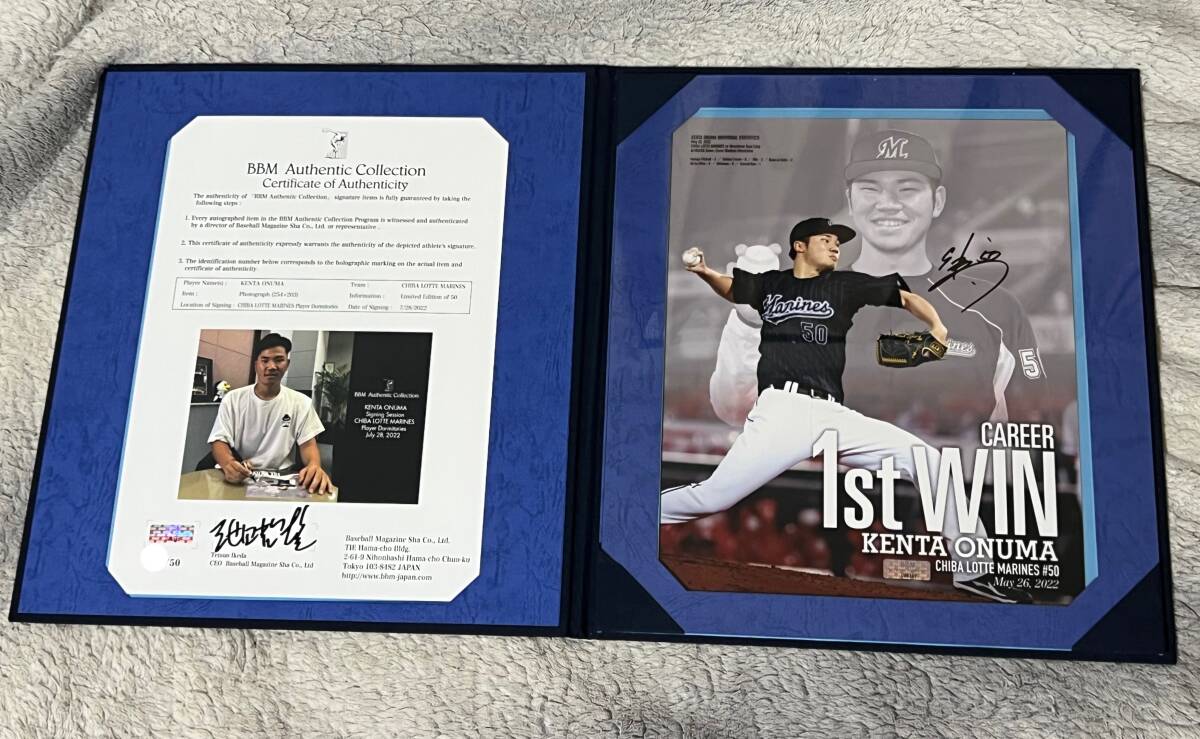 BBM Authentic Collection
Certificate of Authenticity
The authenticity of 「BBM Authentic Collection」 signature items is fully guaranteed by taking the
following steps :
1. Every autographed item in the BBM Authentic Collection Program is witnessed and authenticated
by a director of Baseball Magazine Sha Co., Ltd. or representative .
2. This certificate of authenticity expressly warrants the authenticity of the depicted athlete's signature.
3. The identification number below corresponds to the holographic marking on the actual item and
certificate of authenticity.
Player Name(s) : KENTA ONUMA Team : CHIBA LOTTE MARINES
Item : Photograph (254×203) Information : Limited Edition of 50
Location of Signing : CHIBA LOTTE MARINES Player Dormitories Date of Signing : 7/28/2022
BBM Authentic Collection
KENTA ONUMA
Signing Session
CHIBA LOTTE MARINES
Player Dormitories
July 28, 2022
/50
Tetsuo Ikeda
CEO Baseball Magazine Sha Co., Ltd
Baseball Magazine Sha Co., Ltd.
TIE Hama-cho Bldg.
2-61-9 Nihonbashi Hama-cho Chuo-ku
Tokyo 103-8482 JAPAN
http://www.bbm-japan.com
M
Marines
50
5
CAREER
1st WIN
KENTA ONUMA
CHIBA LOTTE MARINES #50
May 26, 2022